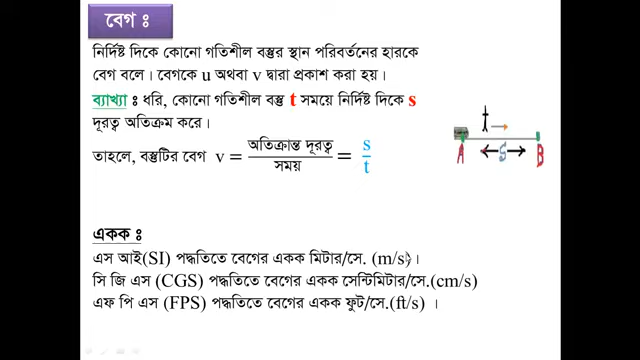 বেগ ঃ
নির্দিষ্ট দিকে কোনো গতিশীল বস্তুর স্থান পরিবর্তনের হারকে
বেগ বলে। বেগকে u অথবা v দ্বারা প্রকাশ করা হয়।
ব্যাখ্যা ঃ ধরি, কোনো গতিশীল বস্তু t সময়ে নির্দিষ্ট দিকে s
দূরত্ব অতিক্রম করে।
তাহলে, বস্তুটির বেগ v = অতিক্রান্ত দূরত্ব / সময় = s / t
t
A S B
একক ঃ
এস আই(SI) পদ্ধতিতে বেগের একক মিটার/সে. (m/s)।
সি জি এস (CGS) পদ্ধতিতে বেগের একক সেন্টিমিটার/সে.(cm/s)
এফ পি এস (FPS) পদ্ধতিতে বেগের একক ফুট/সে.(ft/s) ।